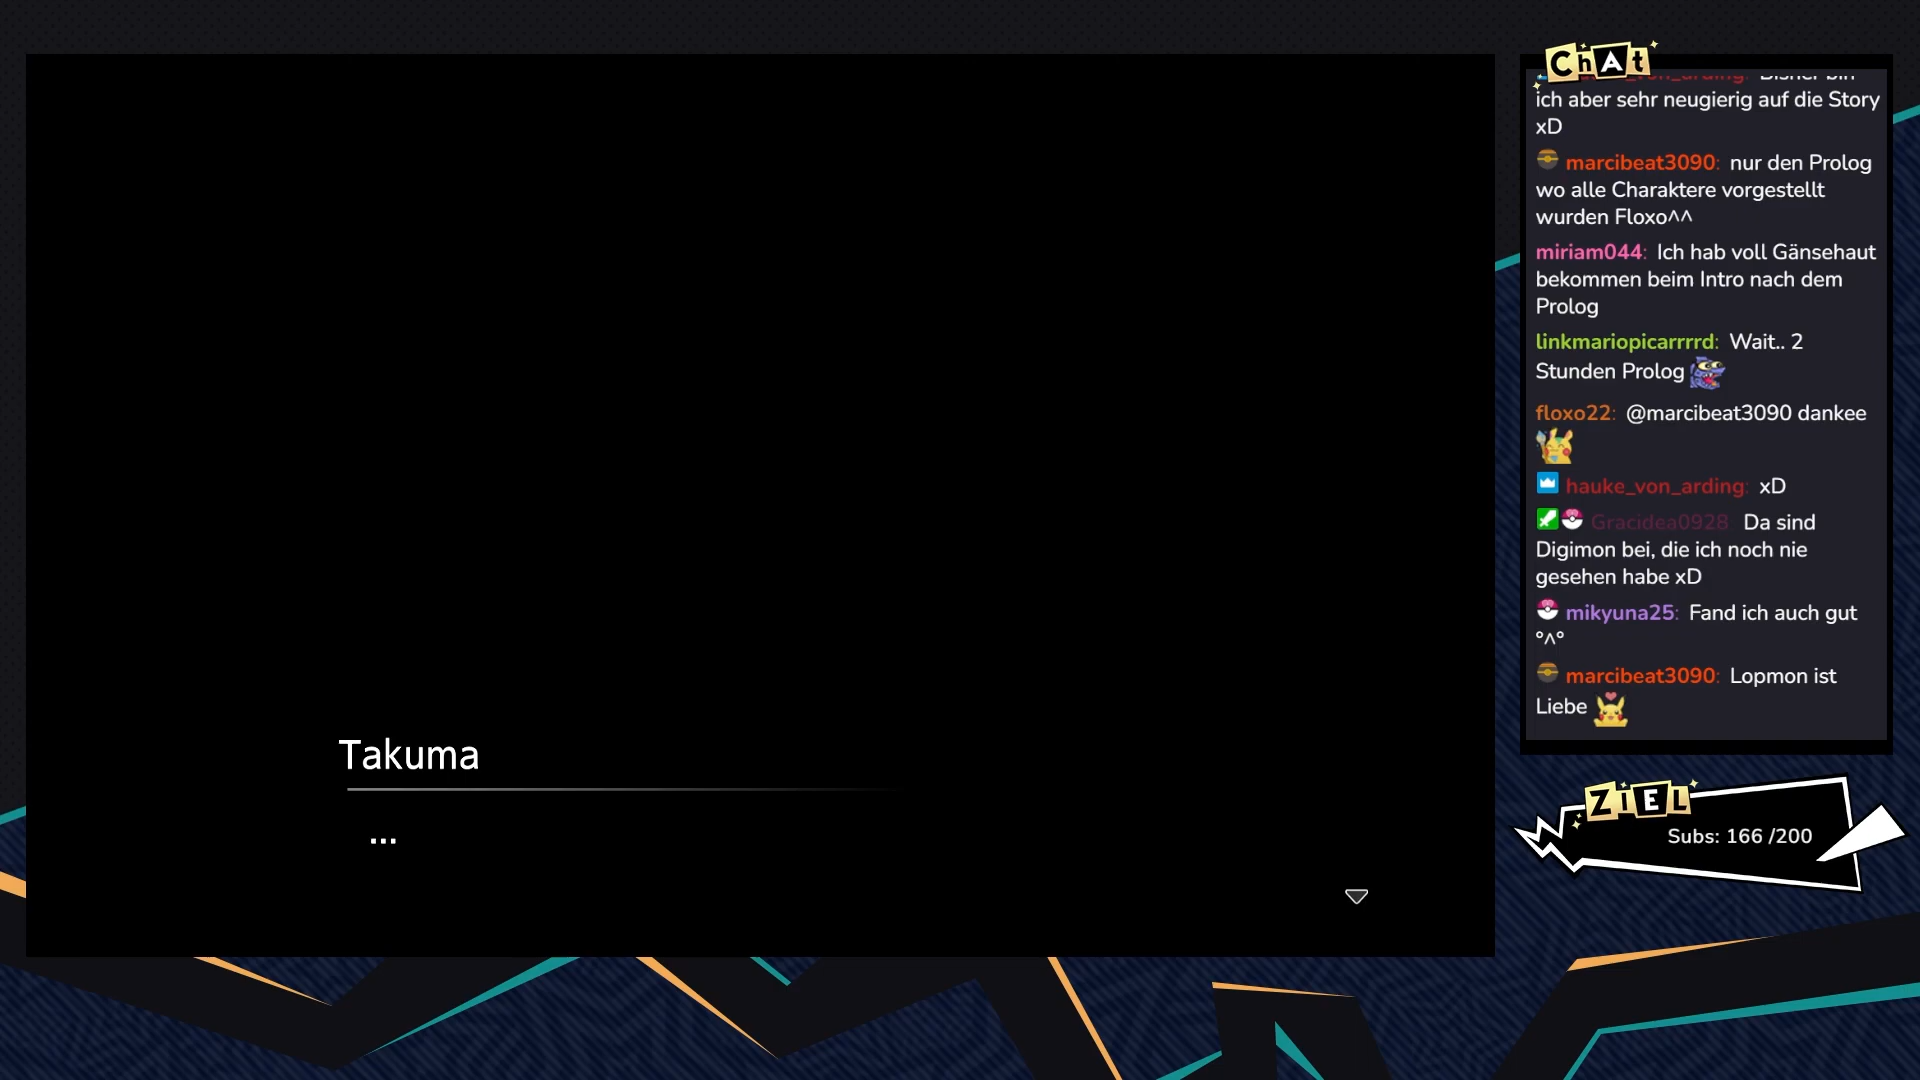 Takuma
...
ChAt
ich aber sehr neugierig auf die Story
xD
marcibeat3090: nur den Prolog
wo alle Charaktere vorgestellt
wurden Floxo^^
miriam044: Ich hab voll Gänsehaut
bekommen beim Intro nach dem
Prolog
linkmariopicarrrrd: Wait.. 2
Stunden Prolog
floxo22: @marcibeat3090 dankee
hauke_von_arding: xD
Gracidea0928: Da sind
Digimon bei, die ich noch nie
gesehen habe xD
mikyuna25: Fand ich auch gut
°^°
marcibeat3090: Lopmon ist
Liebe
ZiEL
Subs: 166 /200